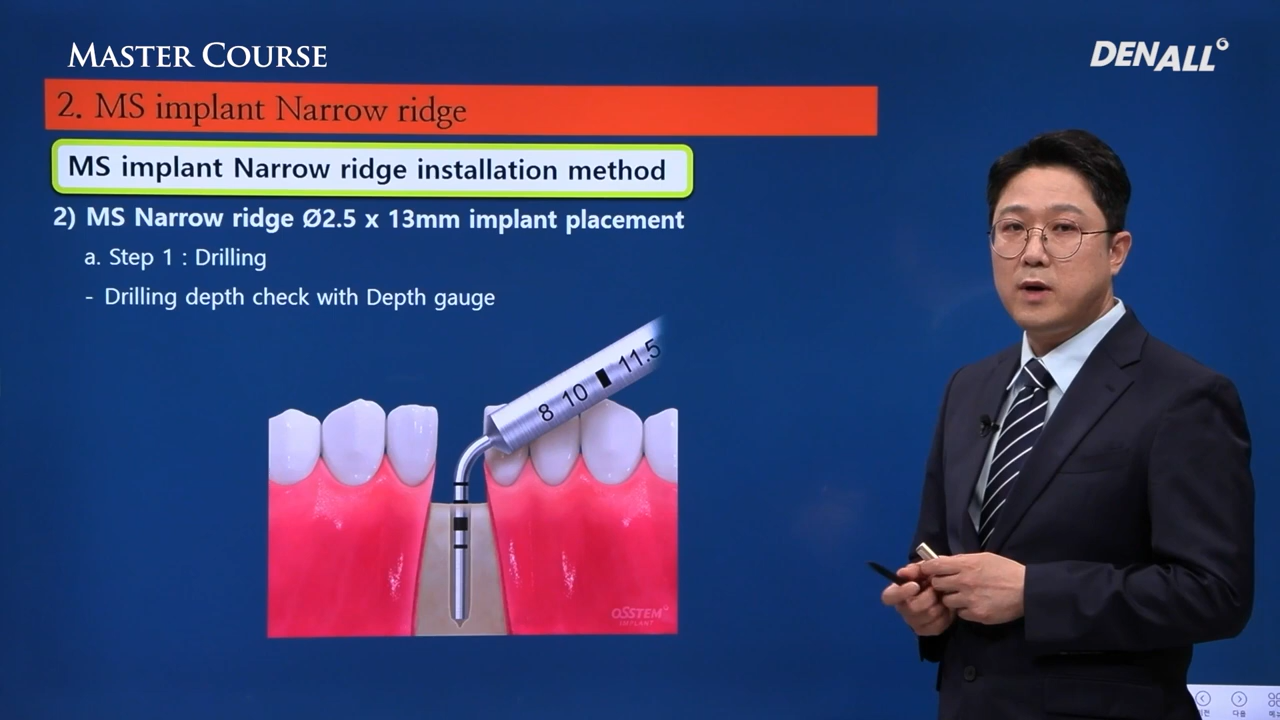 MASTER COURSE
DENALL
2. MS implant Narrow ridge
MS implant Narrow ridge installation method
2) MS Narrow ridge Ø2.5 x 13mm implant placement
a. Step 1 : Drilling
- Drilling depth check with Depth gauge
8 10 11.5
OSSTEM
IMPLANT
다음